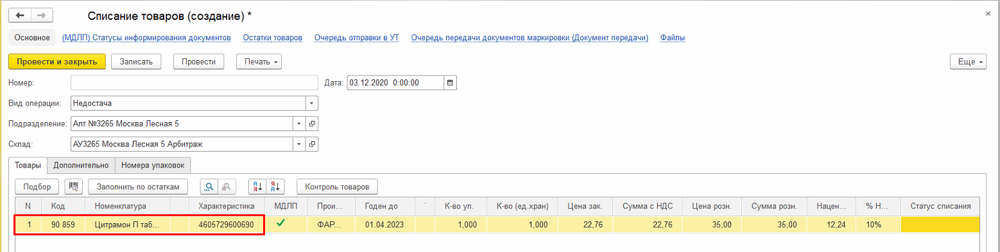 Списание товаров (создание) *
Основное (МДЛП) Статусы информирования документов Остатки товаров Очередь отправки в УТ Очередь передачи документов маркировки (Документ передачи) Файлы
Провести и закрыть Записать Провести Печать Еще
Номер: Дата: 03.12.2020 0:00:00
Вид операции: Недостача
Подразделение: Апт №3265 Москва Лесная 5
Склад: АУ3265 Москва Лесная 5 Арбитраж
Товары Дополнительно Номера упаковок
Подбор Заполнить по остаткам Контроль товаров
N Код Номенклатура Характеристика МДЛП Прои... Годен до К-во уп. К-во (ед.хран) Цена зак. Сумма с НДС Цена розн. Сумма розн. Нацен... % Н... Статус списания
1 90 859 Цитрамон П таб... 4605729600690 ФАР... 01.04.2023 1,000 1,000 22,76 22,76 35,00 35,00 12,24 10%